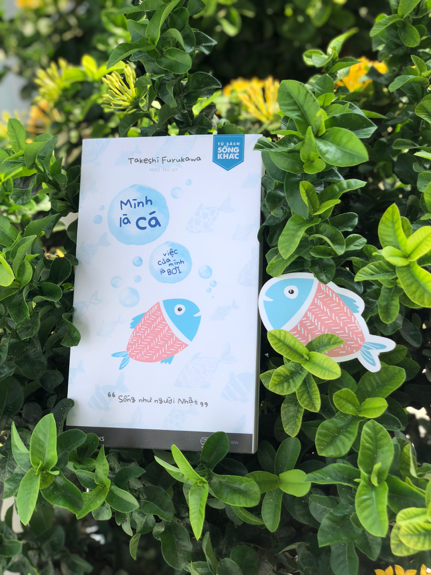 TỦ SÁCH
SỐNG
KHÁC
Takeshi Furukawa
Mình
là CÁ
việc
của mình
là BƠI
“Sống như người Nhật”